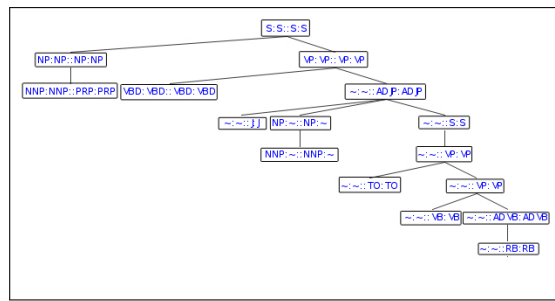 S:S::S:S
NP:NP::NP:NP VP:VP::VP:VP
NNP:NNP::PRP:PRP VBD:VBD::VBD:VBD ~:~::ADJP:ADJP
~:~::JJ NP:~::NP:~ ~:~::S:S
NNP:~::NNP:~ ~:~::VP:VP
~:~::TO:TO ~:~::VP:VP
~:~::VB:VB ~:~::ADVB:ADVB
~:~::RB:RB